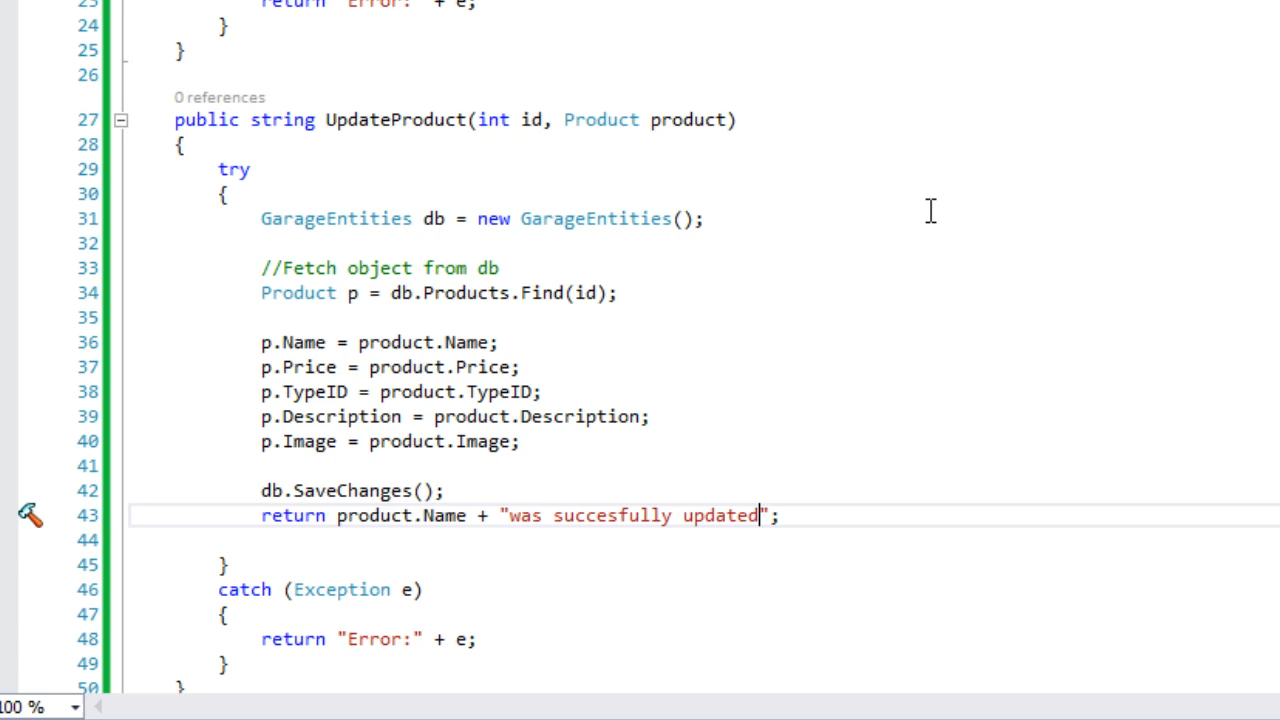 23 return "Error:" + e;
24 }
25 }
26
0 references
27 public string UpdateProduct(int id, Product product)
28 {
29 try
30 {
31 GarageEntities db = new GarageEntities();
32
33 //Fetch object from db
34 Product p = db.Products.Find(id);
35
36 p.Name = product.Name;
37 p.Price = product.Price;
38 p.TypeID = product.TypeID;
39 p.Description = product.Description;
40 p.Image = product.Image;
41
42 db.SaveChanges();
43 return product.Name + "was succesfully updated";
44
45 }
46 catch (Exception e)
47 {
48 return "Error:" + e;
49 }
50 }
100 %